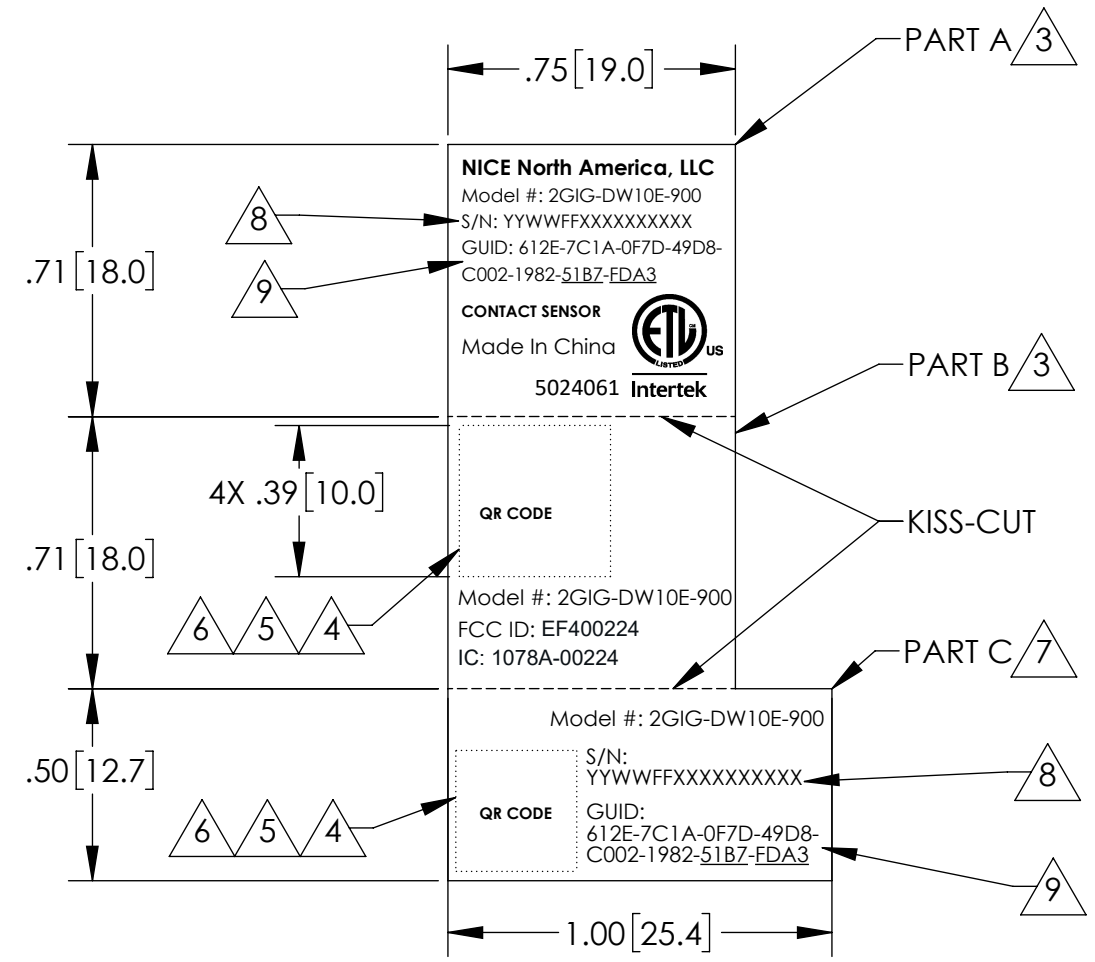 PART A 3
.75[19.0]
NICE North America, LLC
Model #: 2GIG-DW10E-900
8
S/N: YYWWFFXXXXXXXXXX
GUID: 612E-7C1A-0F7D-49D8-
9
C002-1982-51B7-FDA3
.71[18.0]
CONTACT SENSOR
Made In China
ETL
CM
US
LISTED
5024061
Intertek
PART B 3
4X .39[10.0]
QR CODE
KISS-CUT
.71[18.0]
6 5 4
Model #: 2GIG-DW10E-900
FCC ID: EF400224
IC: 1078A-00224
PART C 7
Model #: 2GIG-DW10E-900
.50[12.7]
S/N:
YYWWFFXXXXXXXXXX
8
6 5 4
QR CODE
GUID:
612E-7C1A-0F7D-49D8-
C002-1982-51B7-FDA3
9
1.00[25.4]